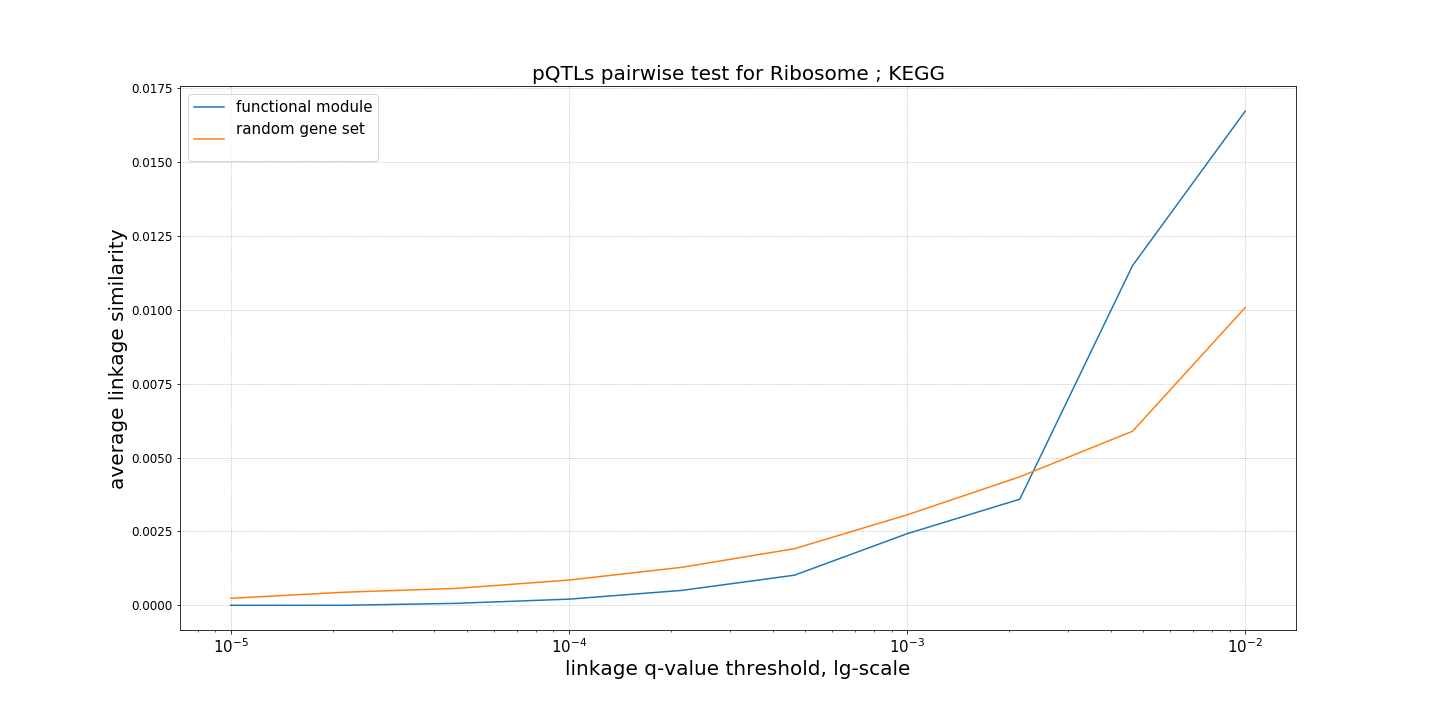 pQTLs pairwise test for Ribosome ; KEGG
functional module
random gene set
average linkage similarity
0.0175
0.0150
0.0125
0.0100
0.0075
0.0050
0.0025
0.0000
10⁻⁵ 10⁻⁴ 10⁻³ 10⁻²
linkage q-value threshold, lg-scale